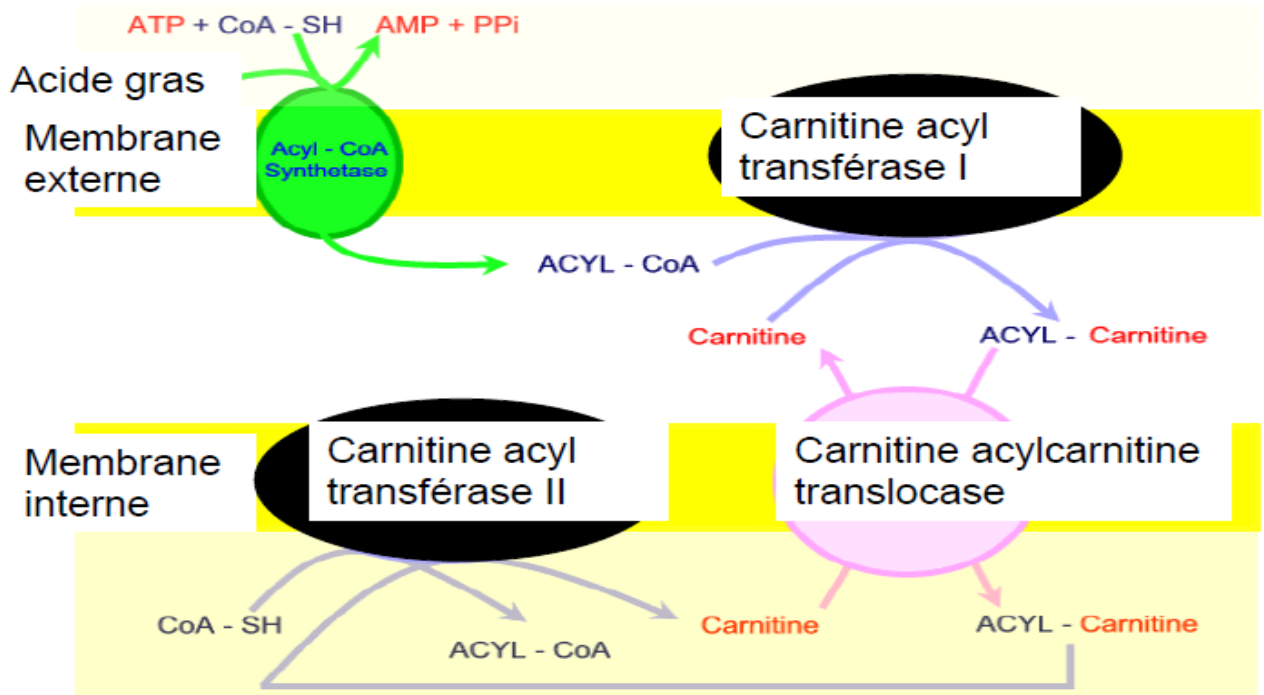 ATP + CoA - SH
AMP + PPi
Acide gras
Membrane
externe
Acyl - CoA
Synthetase
Carnitine acyl
transférase I
ACYL - CoA
Carnitine
ACYL - Carnitine
Membrane
interne
Carnitine acyl
transférase II
Carnitine acylcarnitine
translocase
CoA - SH
ACYL - CoA
Carnitine
ACYL - Carnitine